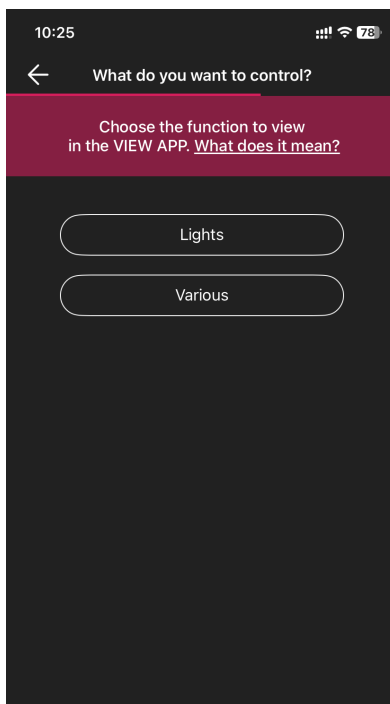 10:25
78
What do you want to control?
Choose the function to view
in the VIEW APP. What does it mean?
Lights
Various